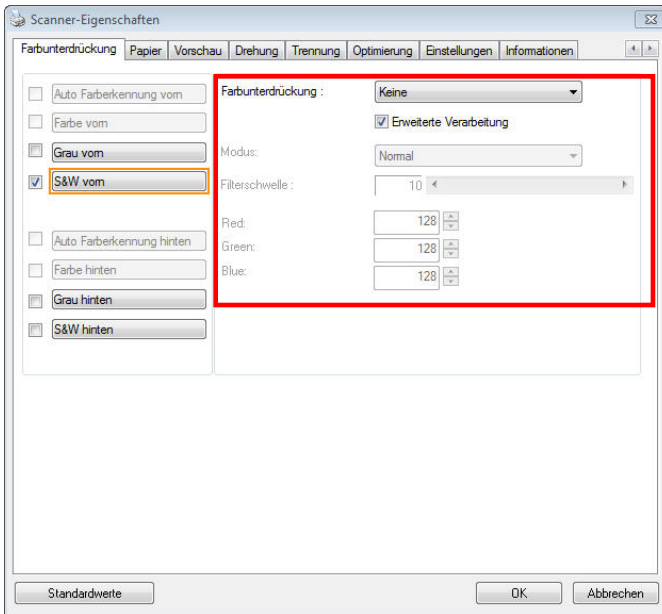 Scanner-Eigenschaften
Farbunterdrückung Papier Vorschau Drehung Trennung Optimierung Einstellungen Informationen
Auto Farberkennung vorn
Farbe vorn
Grau vorn
S&W vorn
Auto Farberkennung hinten
Farbe hinten
Grau hinten
S&W hinten
Farbunterdrückung : Keine
Erweiterte Verarbeitung
Modus: Normal
Filterschwelle : 10
Red: 128
Green: 128
Blue: 128
Standardwerte OK Abbrechen